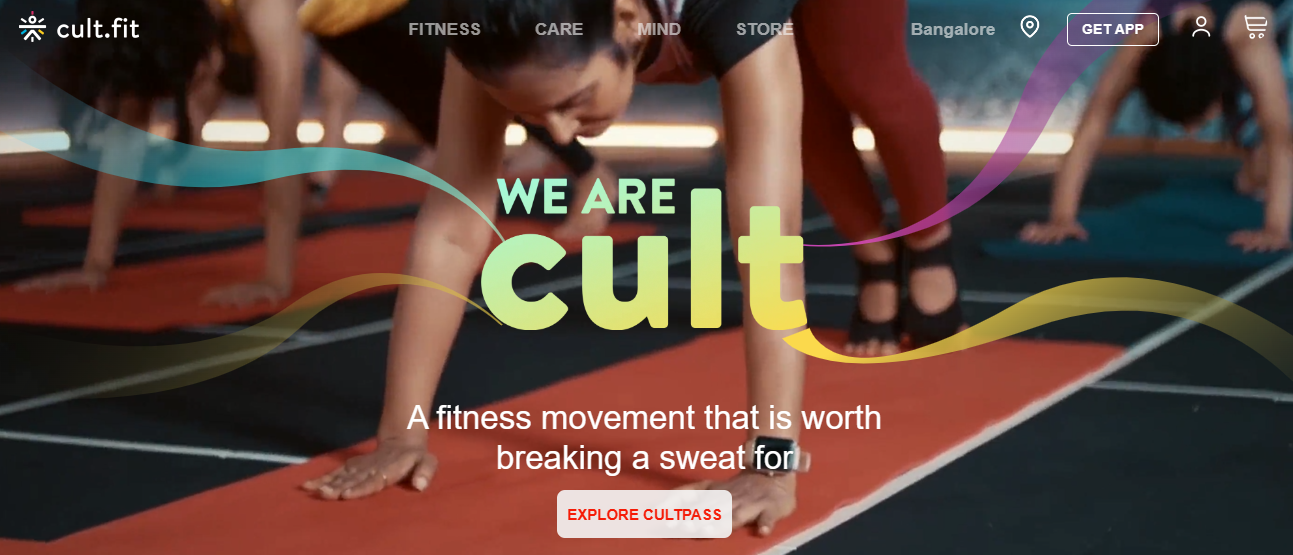 cult.fit
FITNESS
CARE
MIND
STORE
Bangalore
GET APP
WE ARE
cult
A fitness movement that is worth
breaking a sweat for
EXPLORE CULTPASS